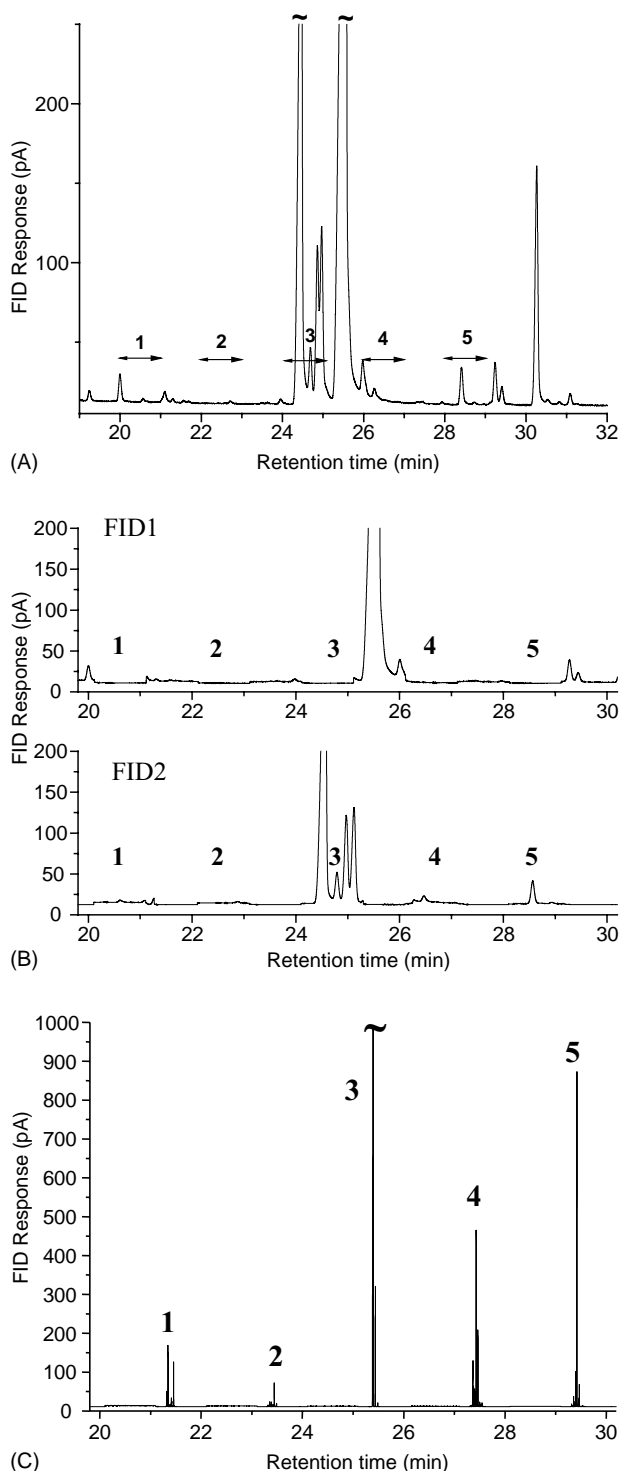 ~ ~
200
100
FID Response (pA)
1 2 3 4 5
20 22 24 26 28 30 32
Retention time (min)
(A)
FID1
200
150
100
50
0
1 2 3 4 5
20 22 24 26 28 30
FID Response (pA)
FID2
200
150
100
50
0
1 2 3 4 5
20 22 24 26 28 30
Retention time (min)
(B)
1000
900
800
700
600
500
400
300
200
100
0
FID Response (pA)
~
1 2 3 4 5
20 22 24 26 28 30
Retention time (min)
(C)